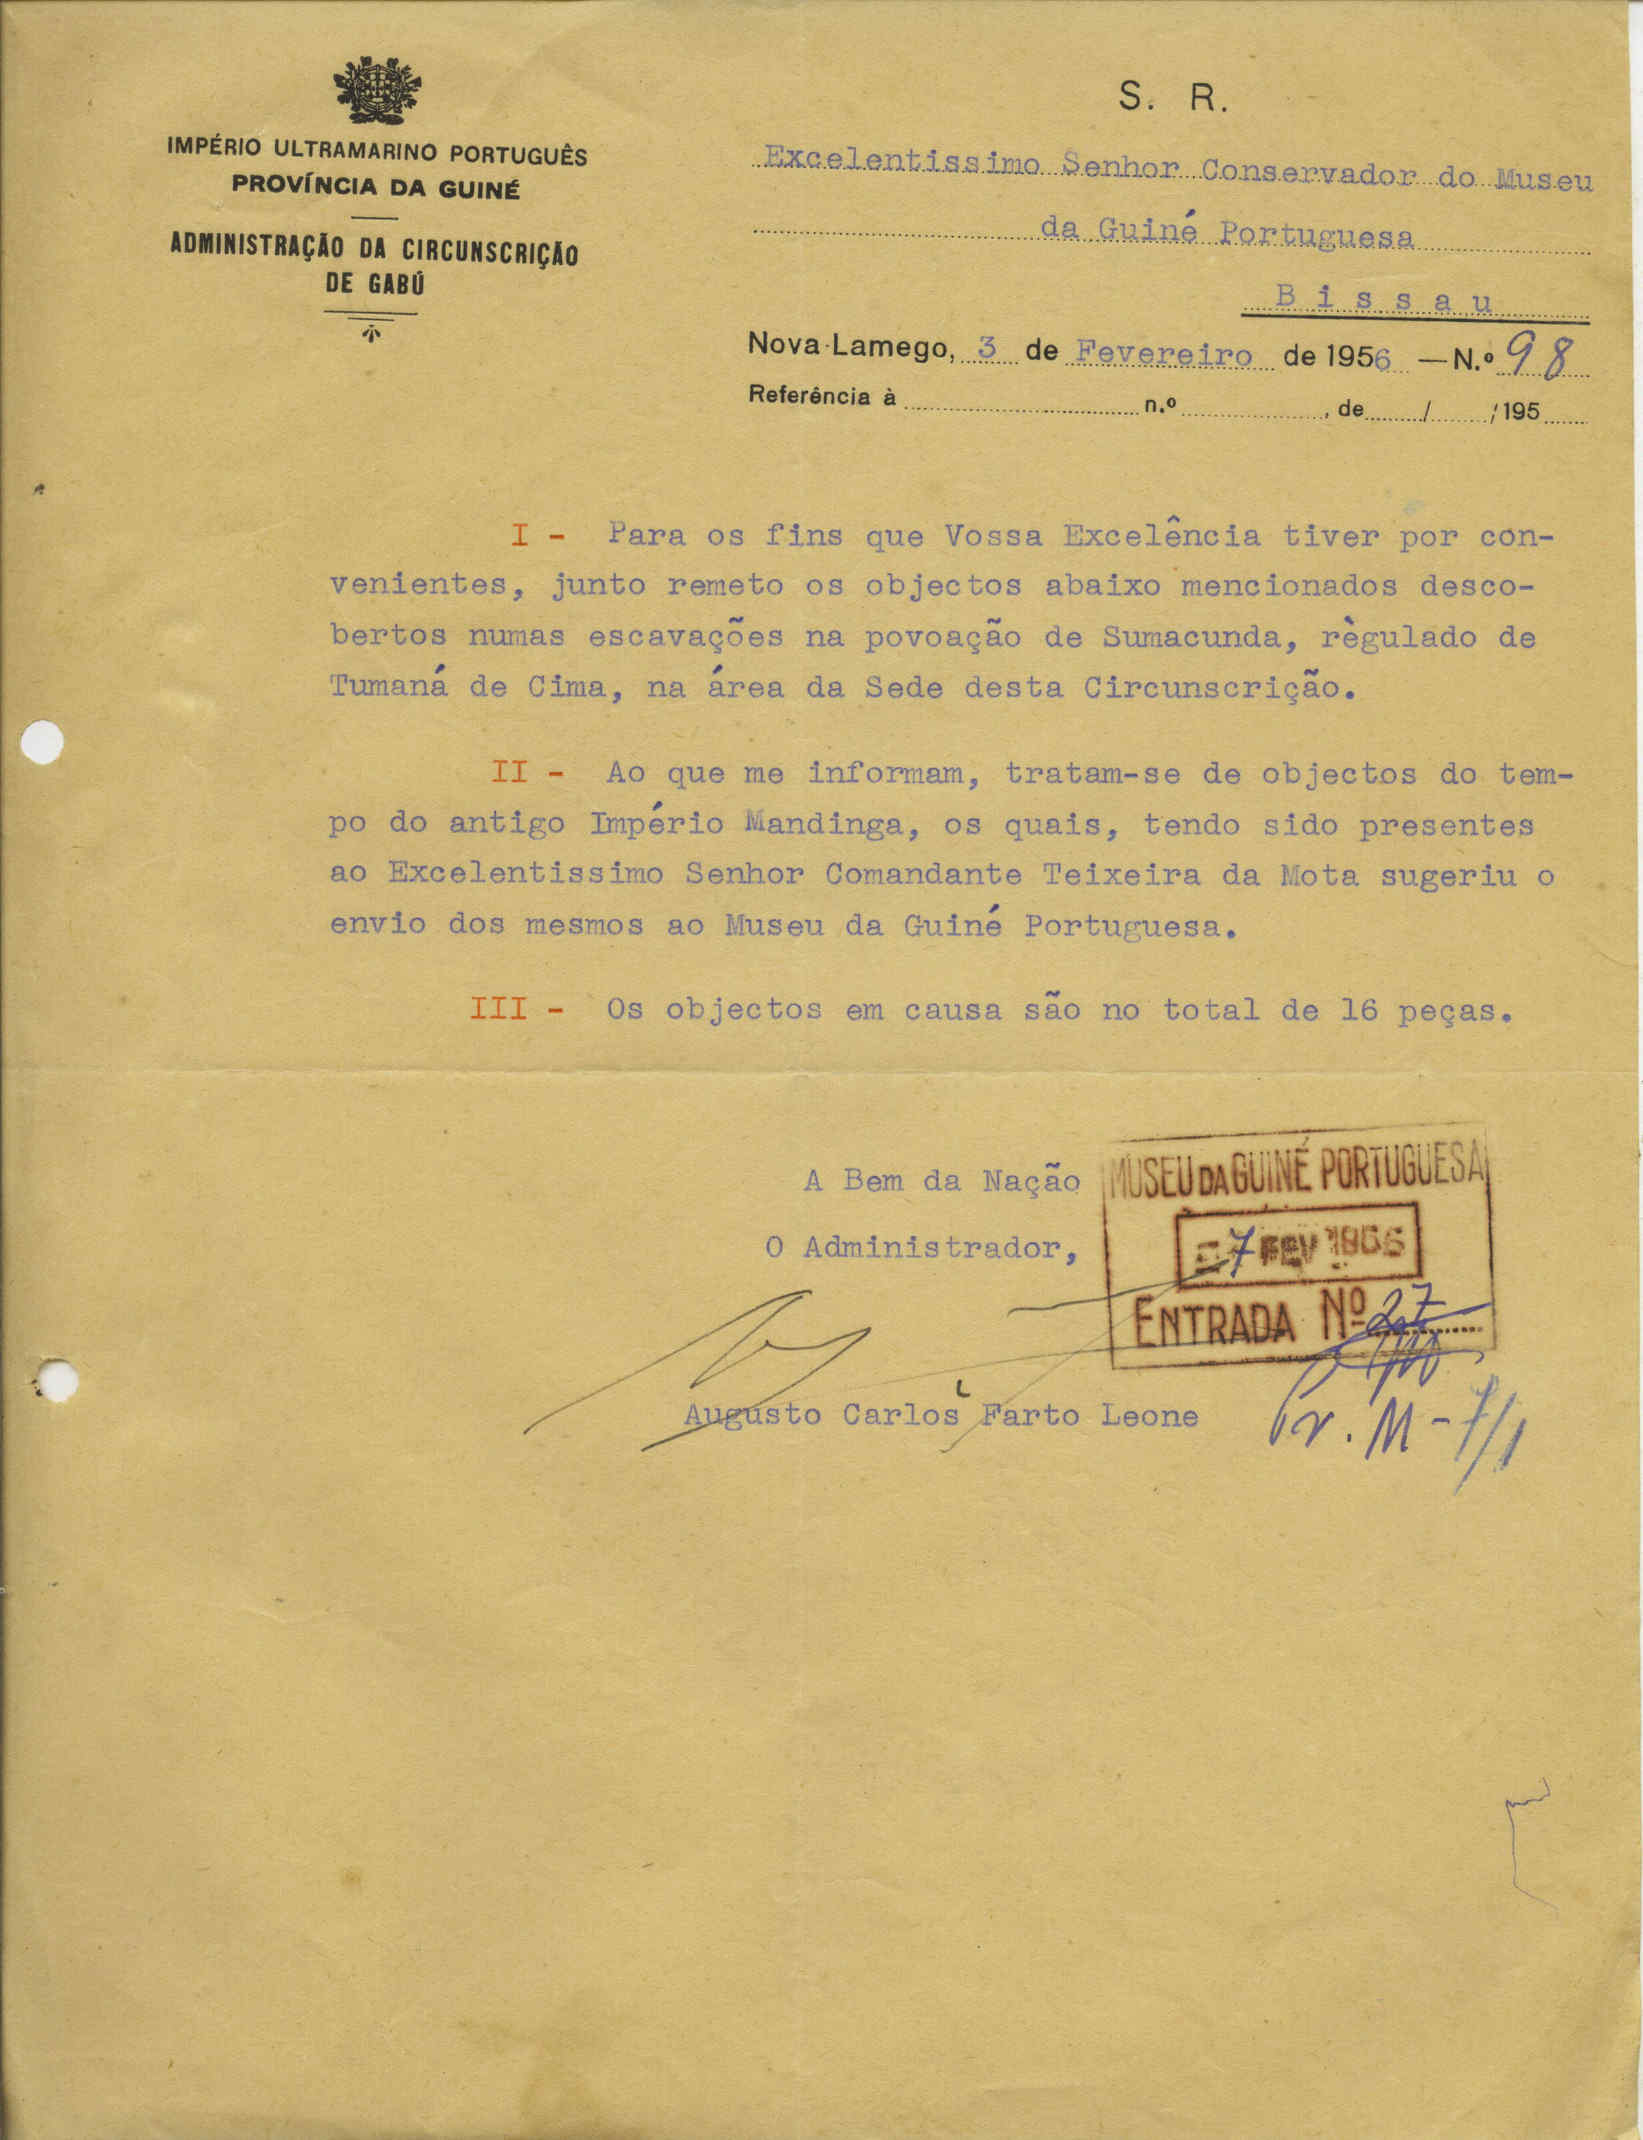 IMPÉRIO ULTRAMARINO PORTUGUÊS
PROVÍNCIA DA GUINÉ
ADMINISTRAÇÃO DA CIRCUNSCRIÇÃO
DE GABÚ
S. R.
Excelentissimo Senhor Conservador do Museu
da Guiné Portuguesa
B i s s a u
Nova Lamego, 3 de Fevereiro de 1956 — N.º 98
Referência à n.º , de / / 195
I - Para os fins que Vossa Excelência tiver por con-
venientes, junto remeto os objectos abaixo mencionados desco-
bertos numas escavações na povoação de Sumacunda, règulado de
Tumaná de Cima, na área da Sede desta Circunscrição.
II - Ao que me informam, tratam-se de objectos do tem-
po do antigo Império Mandinga, os quais, tendo sido presentes
ao Excelentissimo Senhor Comandante Teixeira da Mota sugeriu o
envio dos mesmos ao Museu da Guiné Portuguesa.
III - Os objectos em causa são no total de 16 peças.
A Bem da Nação
O Administrador,
Augusto Carlos Farto Leone
MUSEU DA GUINÉ PORTUGUESA
7 FEV 1956
ENTRADA Nº 27
Pr. M - 7/1